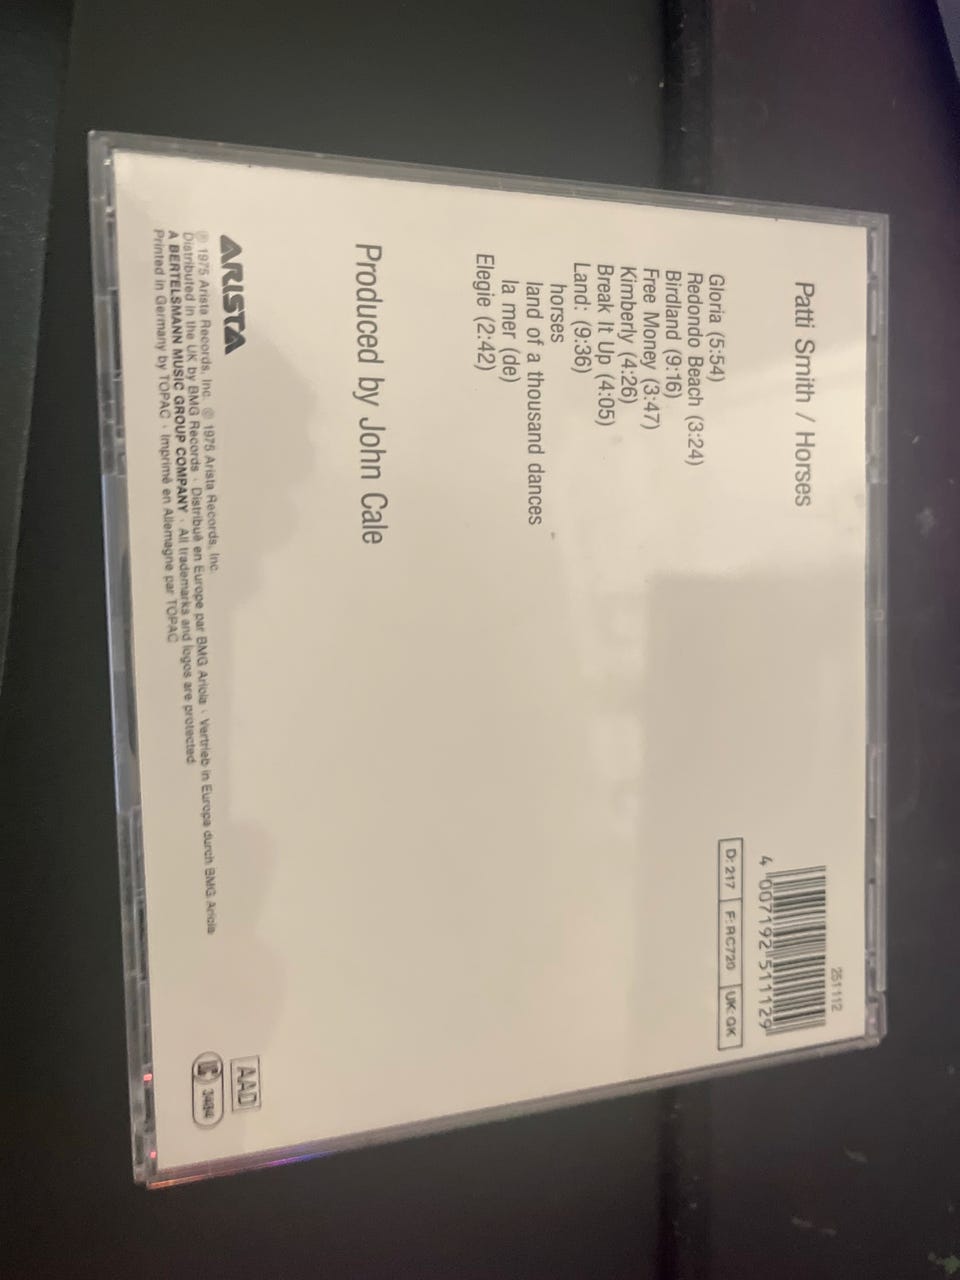 Patti Smith / Horses
251112
4 007192 511129
D: 217 F: RC720 UK: QK
Gloria (5:54)
Redondo Beach (3:24)
Birdland (9:16)
Free Money (3:47)
Kimberly (4:26)
Break It Up (4:05)
Land: (9:36)
horses
land of a thousand dances
la mer (de)
Elegie (2:42)
Produced by John Cale
ARISTA
℗ 1975 Arista Records, Inc. © 1975 Arista Records, Inc.
Distributed in the UK by BMG Records · Distribué en Europe par BMG Ariola · Vertrieb in Europa durch BMG Ariola
A BERTELSMANN MUSIC GROUP COMPANY · All trademarks and logos are protected
Printed in Germany by TOPAC · Imprimé en Allemagne par TOPAC
AAD
LC 3484